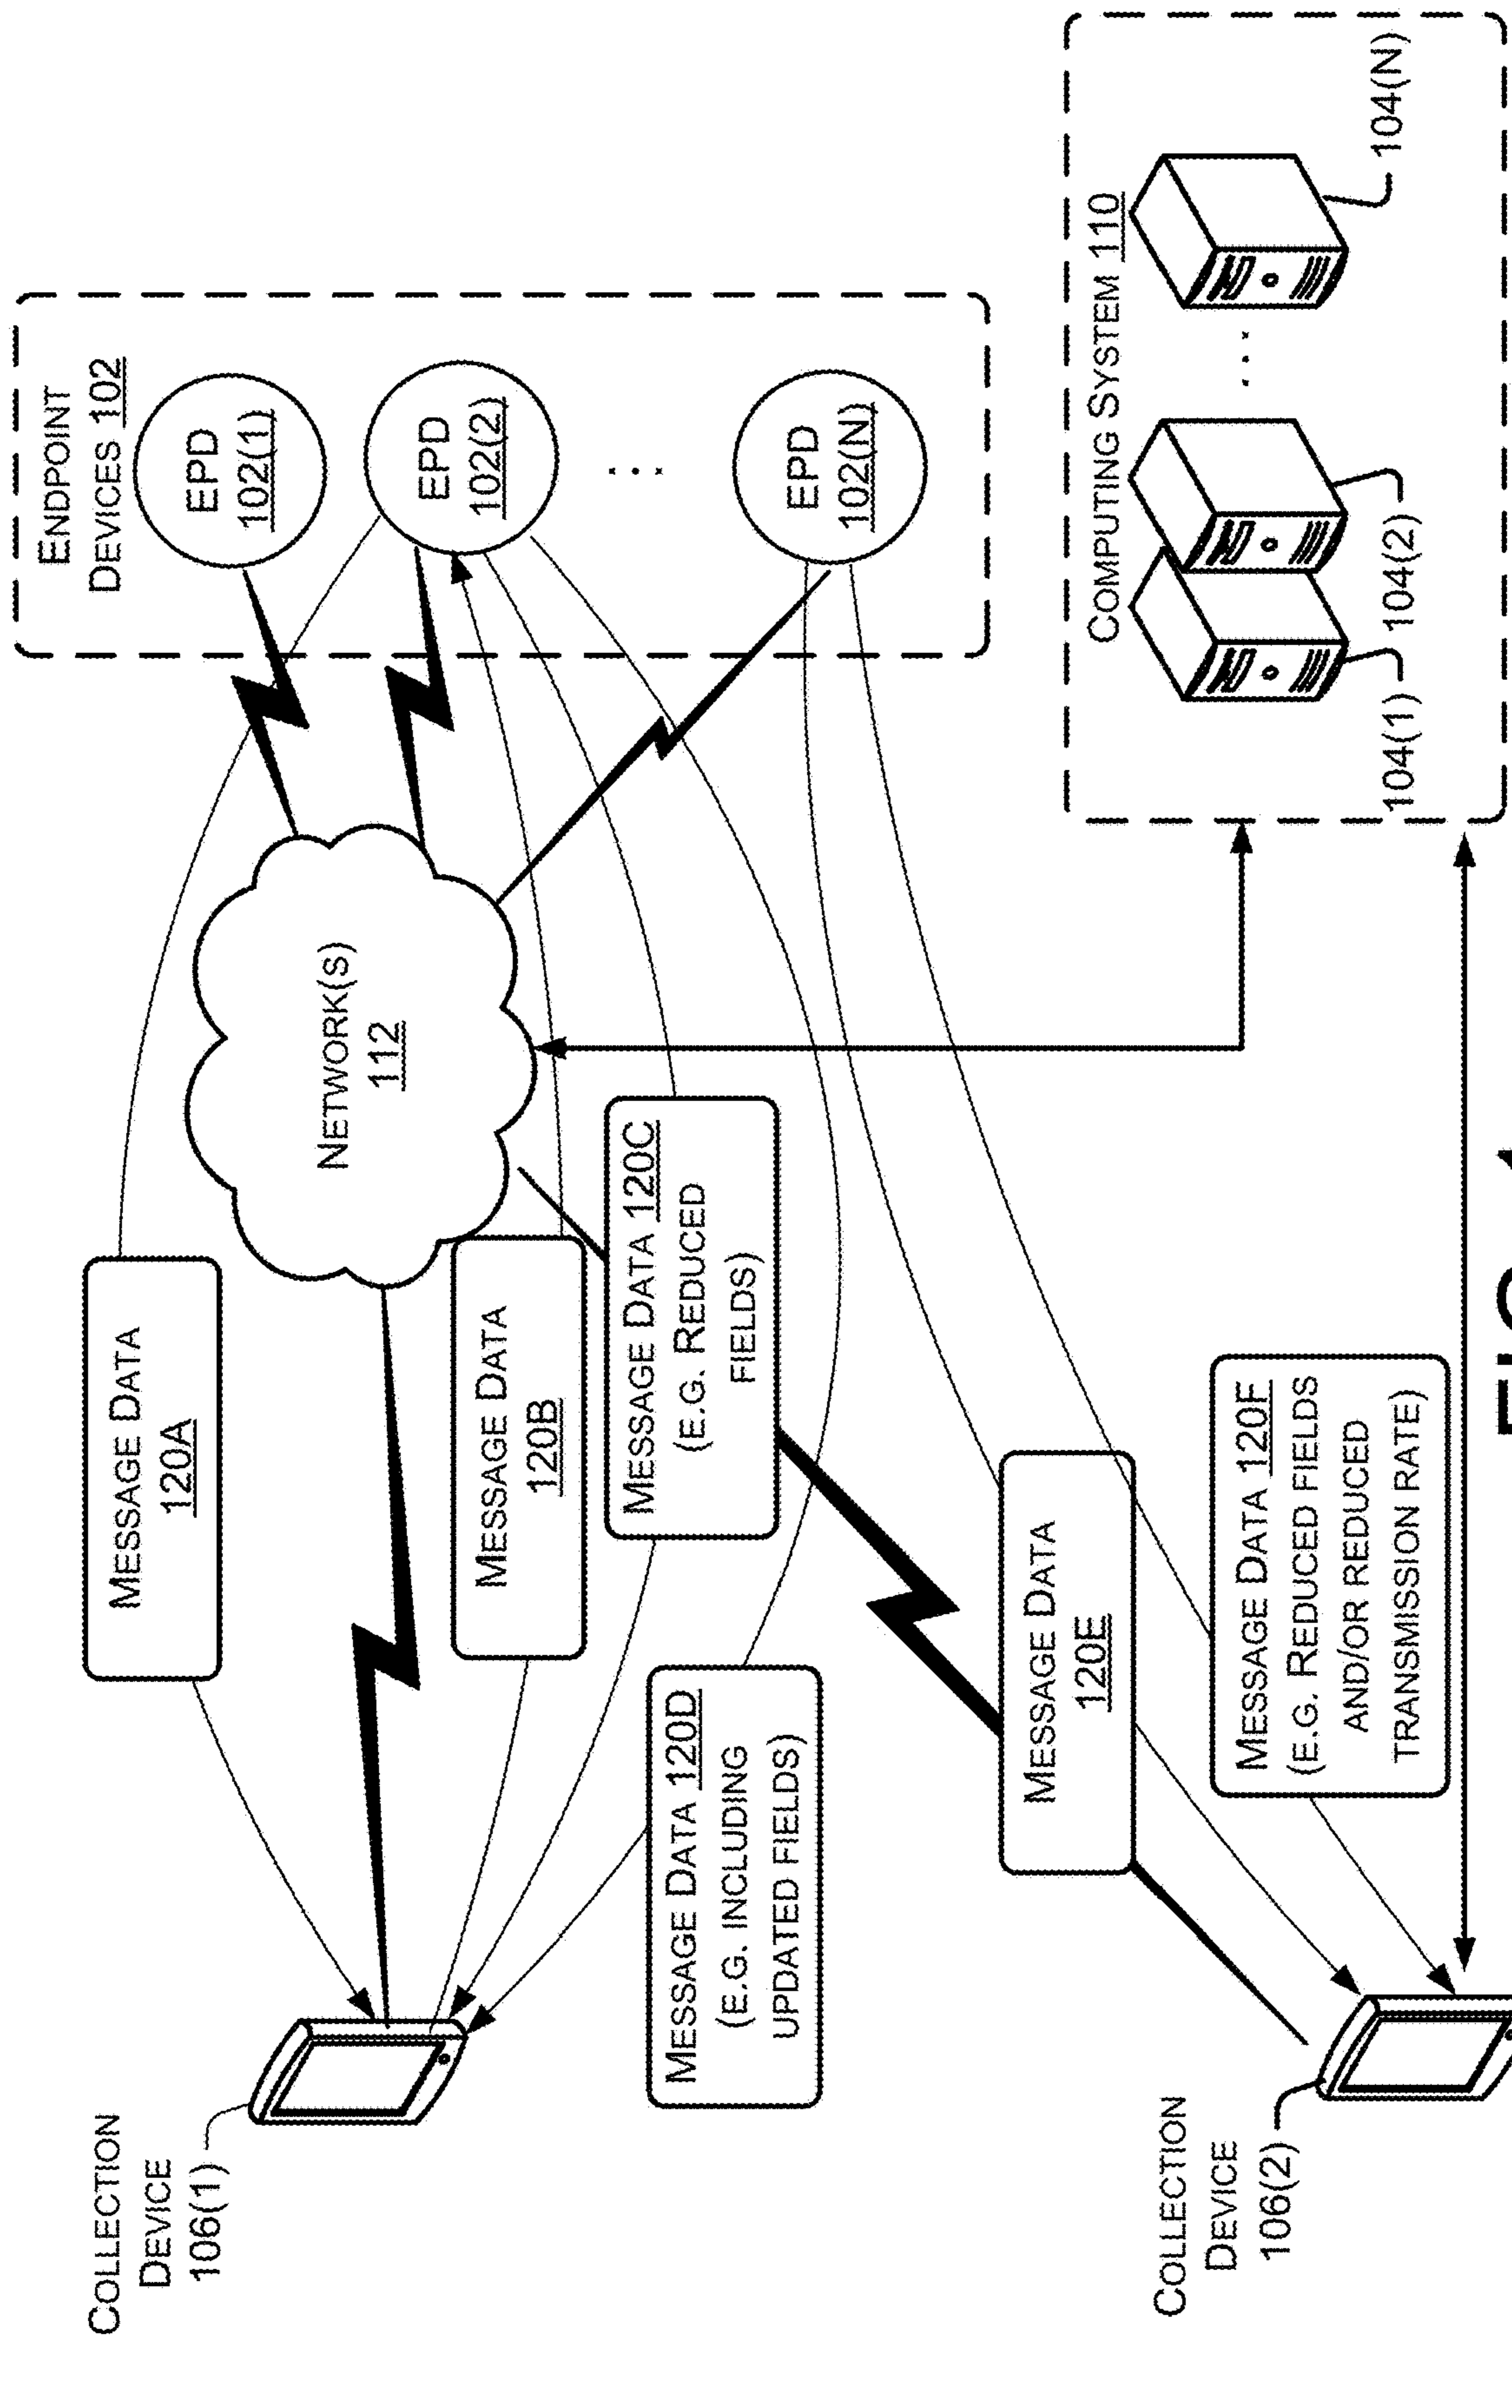 COLLECTION
DEVICE
106(1)
MESSAGE DATA
120A
NETWORK(S)
112
ENDPOINT
DEVICES 102
EPD
102(1)
EPD
102(2)
...
EPD
102(N)
MESSAGE DATA
120B
MESSAGE DATA 120C
(E.G. REDUCED
FIELDS)
MESSAGE DATA 120D
(E.G. INCLUDING
UPDATED FIELDS)
MESSAGE DATA
120E
MESSAGE DATA 120F
(E.G. REDUCED FIELDS
AND/OR REDUCED
TRANSMISSION RATE)
COLLECTION
DEVICE
106(2)
COMPUTING SYSTEM 110
...
104(1)
104(2)
104(N)